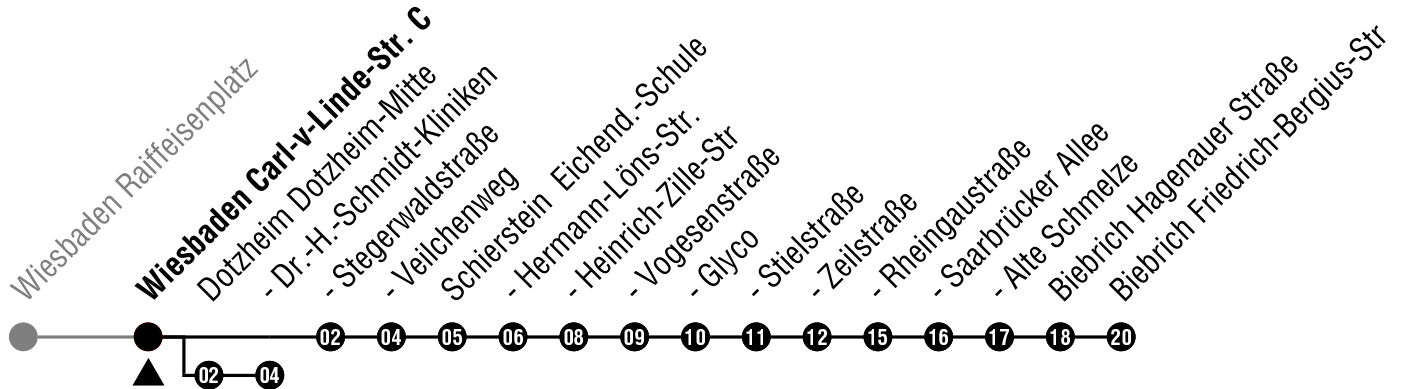 Wiesbaden Raiffeisenplatz
Wiesbaden Carl-v-Linde-Str. C
Dotzheim Dotzheim-Mitte
- Dr.-H.-Schmidt-Kliniken
- Stegerwaldstraße
- Veilchenweg
Schierstein Eichend.-Schule
- Hermann-Löns-Str.
- Heinrich-Zille-Str
- Vogesenstraße
- Glyco
- Stielstraße
- Zeilstraße
- Rheingaustraße
- Saarbrücker Allee
- Alte Schmelze
Biebrich Hagenauer Straße
Biebrich Friedrich-Bergius-Str
02 04 05 06 08 09 10 11 12 15 16 17 18 20
02 04